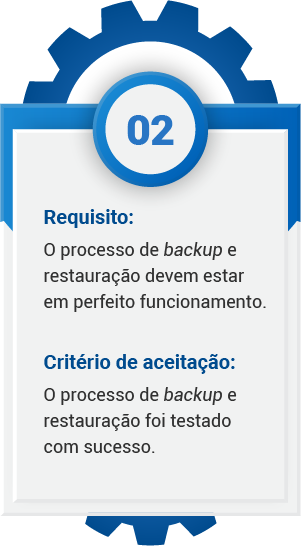 02
Requisito:
O processo de backup e
restauração devem estar
em perfeito funcionamento.
Critério de aceitação:
O processo de backup e
restauração foi testado
com sucesso.